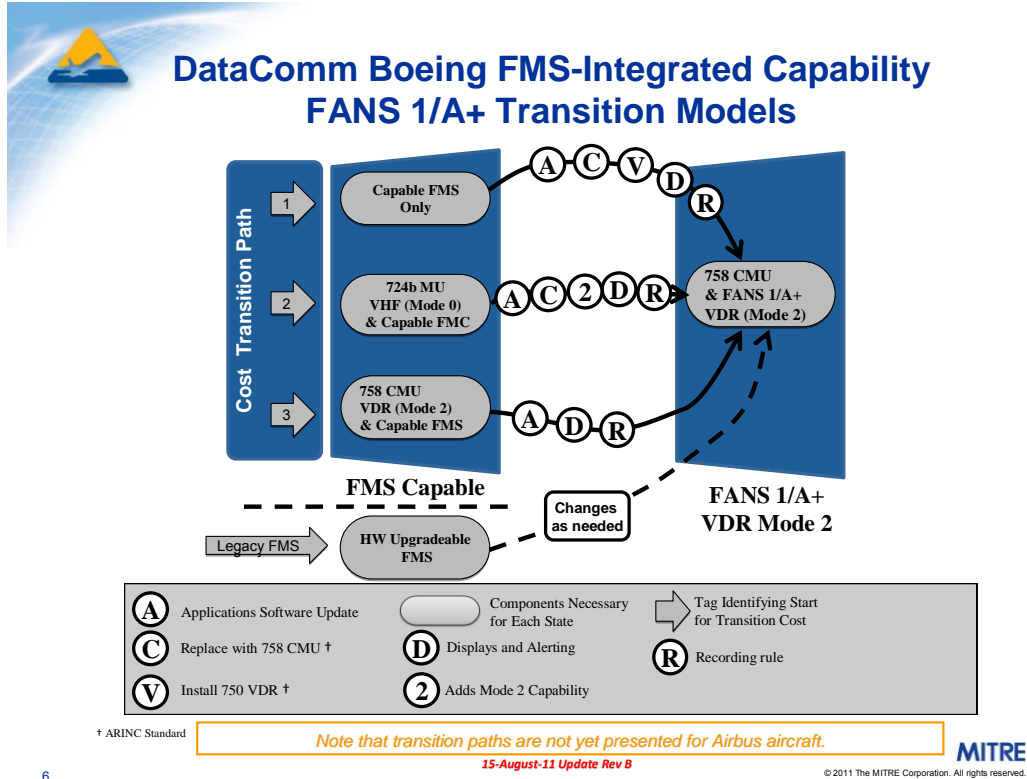 DataComm Boeing FMS-Integrated Capability
FANS 1/A+ Transition Models
Cost Transition Path
1
2
3
Capable FMS
Only
724b MU
VHF (Mode 0)
& Capable FMC
758 CMU
VDR (Mode 2)
& Capable FMS
A C V D R
A C 2 D R
A D R
758 CMU
& FANS 1/A+
VDR (Mode 2)
FMS Capable
FANS 1/A+
VDR Mode 2
Changes
as needed
Legacy FMS
HW Upgradeable
FMS
A Applications Software Update
C Replace with 758 CMU †
V Install 750 VDR †
Components Necessary
for Each State
D Displays and Alerting
2 Adds Mode 2 Capability
Tag Identifying Start
for Transition Cost
R Recording rule
† ARINC Standard
Note that transition paths are not yet presented for Airbus aircraft.
15-August-11 Update Rev B
MITRE
6
© 2011 The MITRE Corporation. All rights reserved.